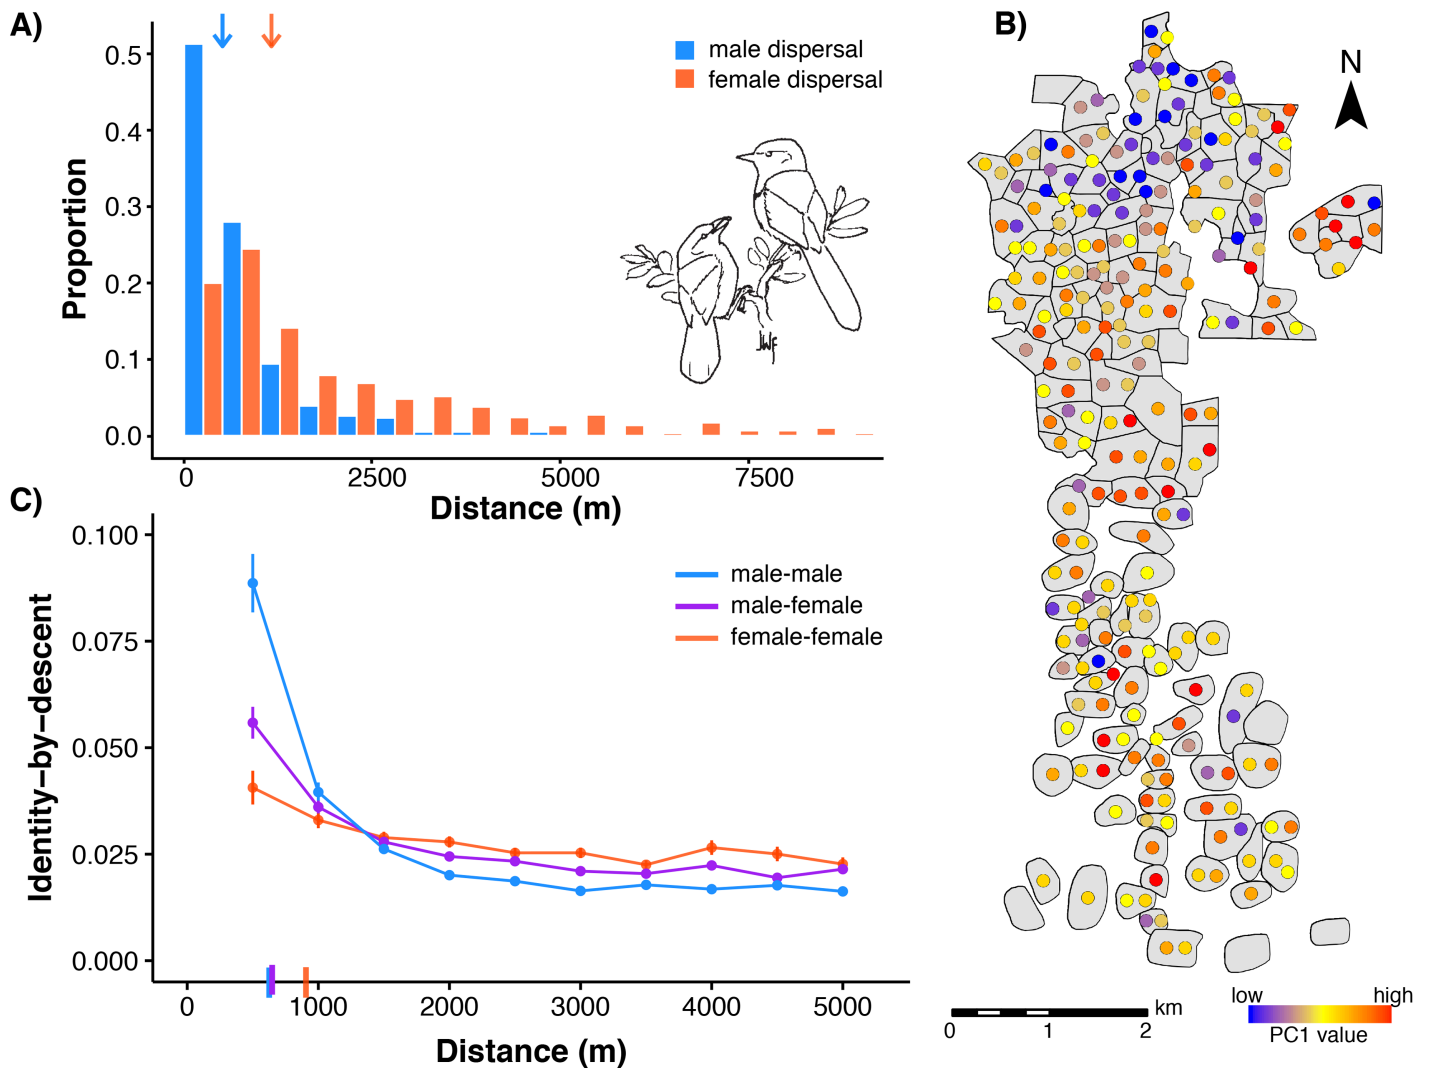 A)
male dispersal
female dispersal
0.5
0.4
0.3
0.2
0.1
0.0
Proportion
0
2500
5000
7500
Distance (m)
JWF
B)
N
C)
0.100
0.075
0.050
0.025
0.000
Identity-by-descent
male-male
male-female
female-female
0
1000
2000
3000
4000
5000
Distance (m)
km
0
1
2
low
high
PC1 value